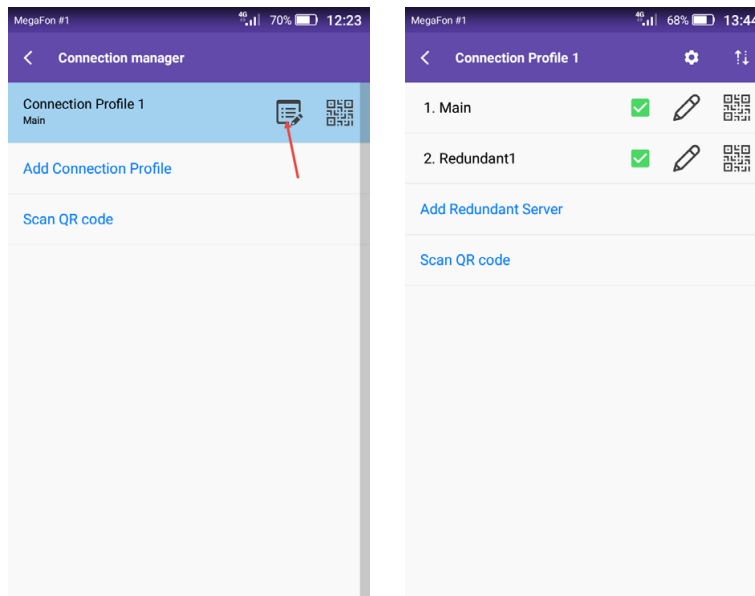 MegaFon #1 4G 70% 12:23
Connection manager
Connection Profile 1
Main
Add Connection Profile
Scan QR code
MegaFon #1 4G 68% 13:44
Connection Profile 1
1. Main
2. Redundant1
Add Redundant Server
Scan QR code